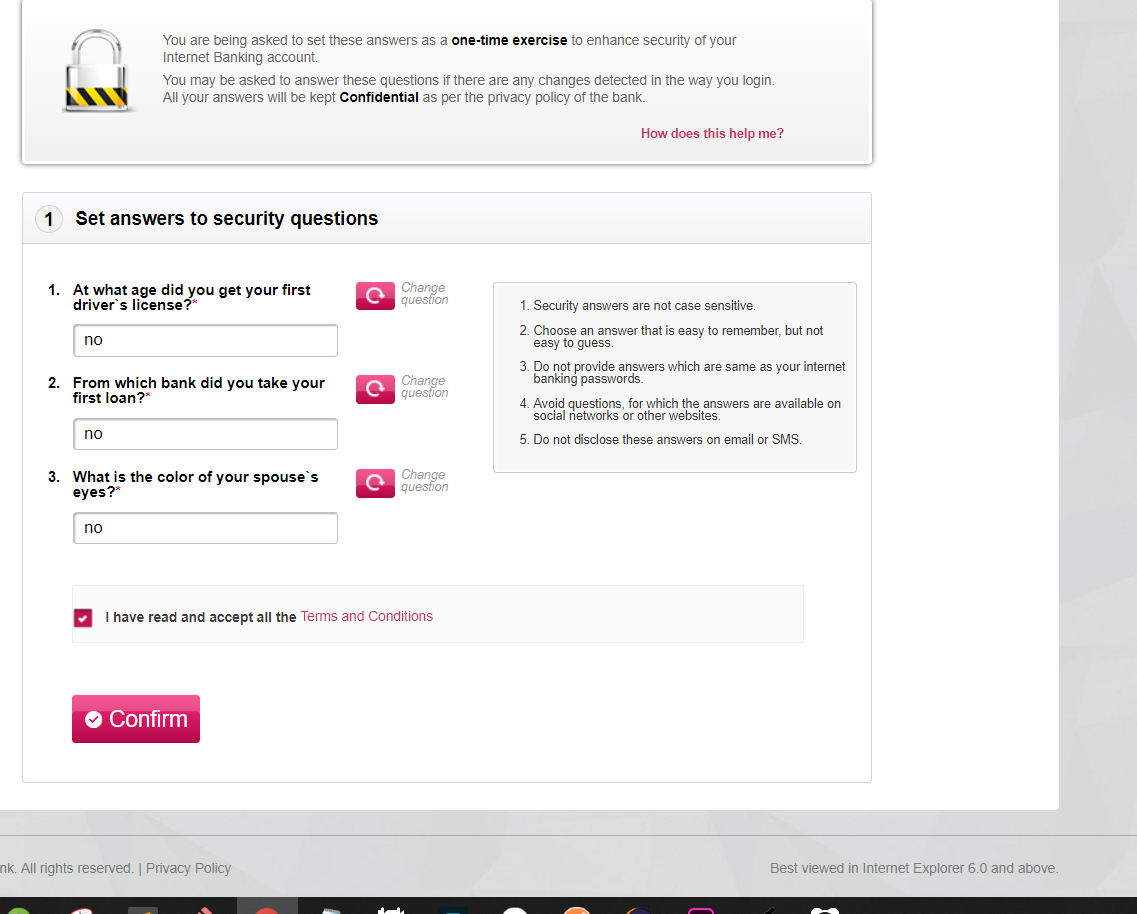 You are being asked to set these answers as a one-time exercise to enhance security of your
Internet Banking account.
You may be asked to answer these questions if there are any changes detected in the way you login.
All your answers will be kept Confidential as per the privacy policy of the bank.
How does this help me?
1 Set answers to security questions
1. At what age did you get your first
driver`s license?*
Change
question
no
2. From which bank did you take your
first loan?*
Change
question
no
3. What is the color of your spouse`s
eyes?*
Change
question
no
1. Security answers are not case sensitive.
2. Choose an answer that is easy to remember, but not
easy to guess.
3. Do not provide answers which are same as your internet
banking passwords.
4. Avoid questions, for which the answers are available on
social networks or other websites.
5. Do not disclose these answers on email or SMS.
I have read and accept all the Terms and Conditions
Confirm
nk. All rights reserved. | Privacy Policy
Best viewed in Internet Explorer 6.0 and above.